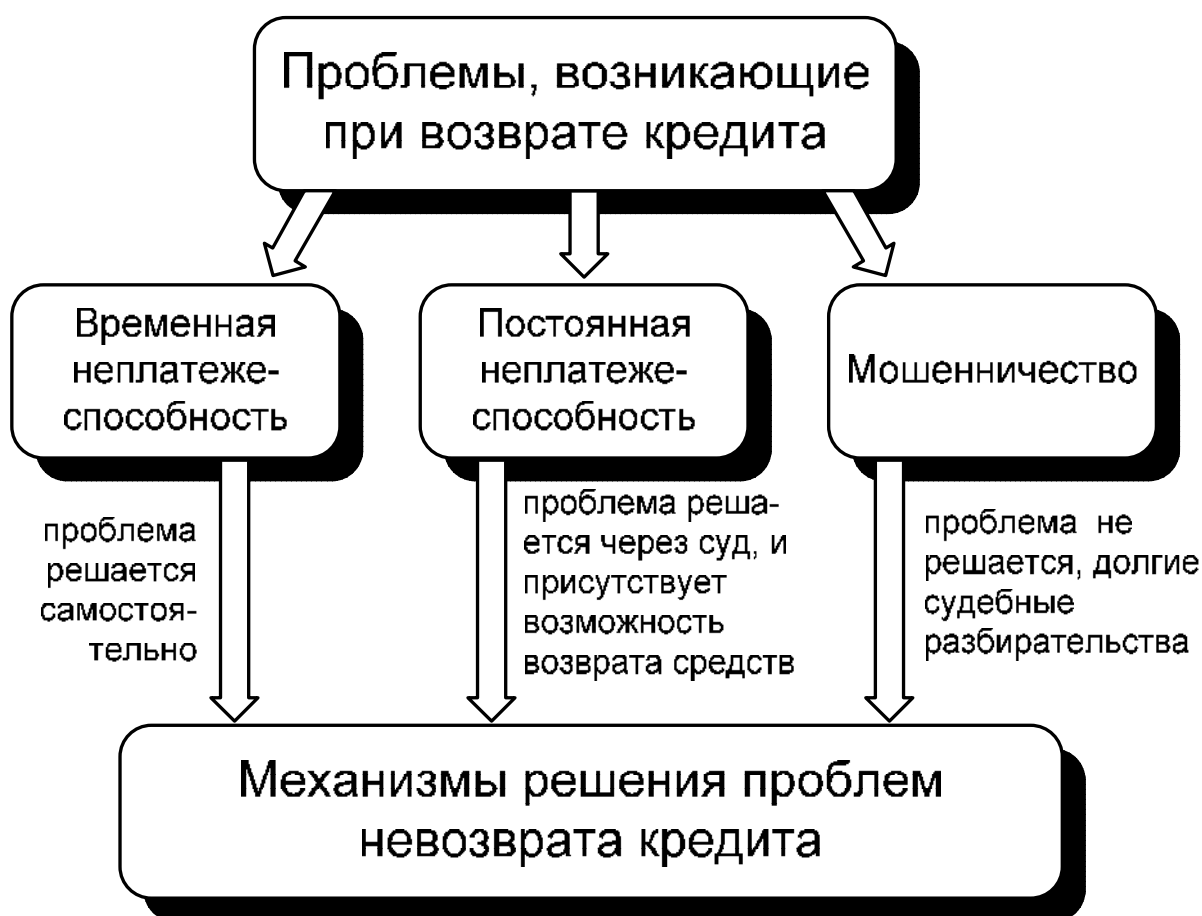 Проблемы, возникающие
при возврате кредита
Временная
неплатеже-
способность
Постоянная
неплатеже-
способность
Мошенничество
проблема
решается
самостоя-
тельно
проблема реша-
ется через суд, и
присутствует
возможность
возврата средств
проблема не
решается, долгие
судебные
разбирательства
Механизмы решения проблем
невозврата кредита